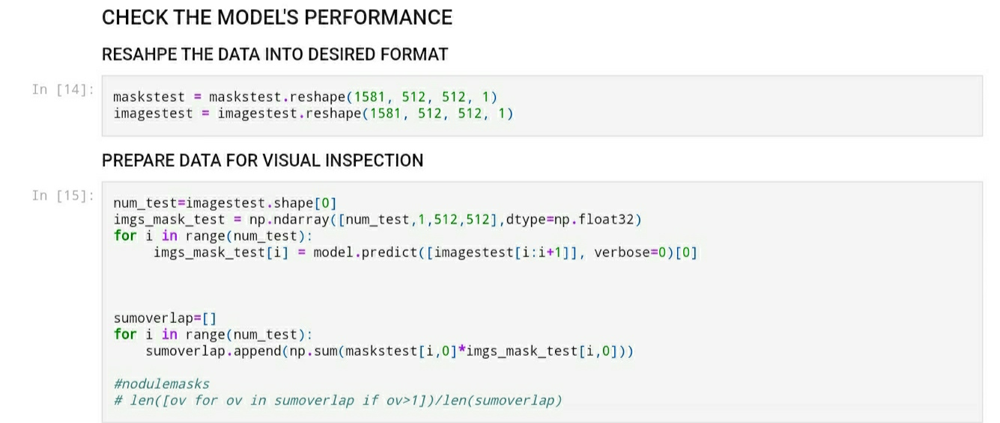 CHECK THE MODEL'S PERFORMANCE
RESAHPE THE DATA INTO DESIRED FORMAT
In [14]:
maskstest = maskstest.reshape(1581, 512, 512, 1)
imagestest = imagestest.reshape(1581, 512, 512, 1)
PREPARE DATA FOR VISUAL INSPECTION
In [15]:
num_test=imagestest.shape[0]
imgs_mask_test = np.ndarray([num_test,1,512,512],dtype=np.float32)
for i in range(num_test):
     imgs_mask_test[i] = model.predict([imagestest[i:i+1]], verbose=0)[0]
sumoverlap=[]
for i in range(num_test):
    sumoverlap.append(np.sum(maskstest[i,0]*imgs_mask_test[i,0]))
#nodulemasks
# len([ov for ov in sumoverlap if ov>1])/len(sumoverlap)